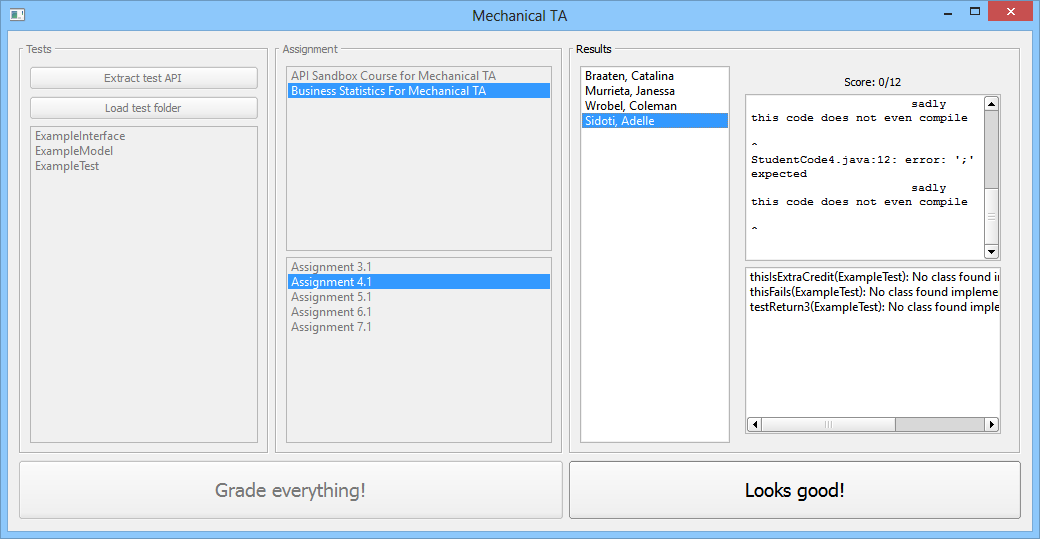 Mechanical TA
Tests
Extract test API
Load test folder
ExampleInterface
ExampleModel
ExampleTest
Assignment
API Sandbox Course for Mechanical TA
Business Statistics For Mechanical TA
Assignment 3.1
Assignment 4.1
Assignment 5.1
Assignment 6.1
Assignment 7.1
Results
Braaten, Catalina
Murrieta, Janessa
Wrobel, Coleman
Sidoti, Adelle
Score: 0/12
sadly
this code does not even compile
^
StudentCode4.java:12: error: ';'
expected
sadly
this code does not even compile
^
thisIsExtraCredit(ExampleTest): No class found i
thisFails(ExampleTest): No class found impleme
testReturn3(ExampleTest): No class found imple
Grade everything!
Looks good!